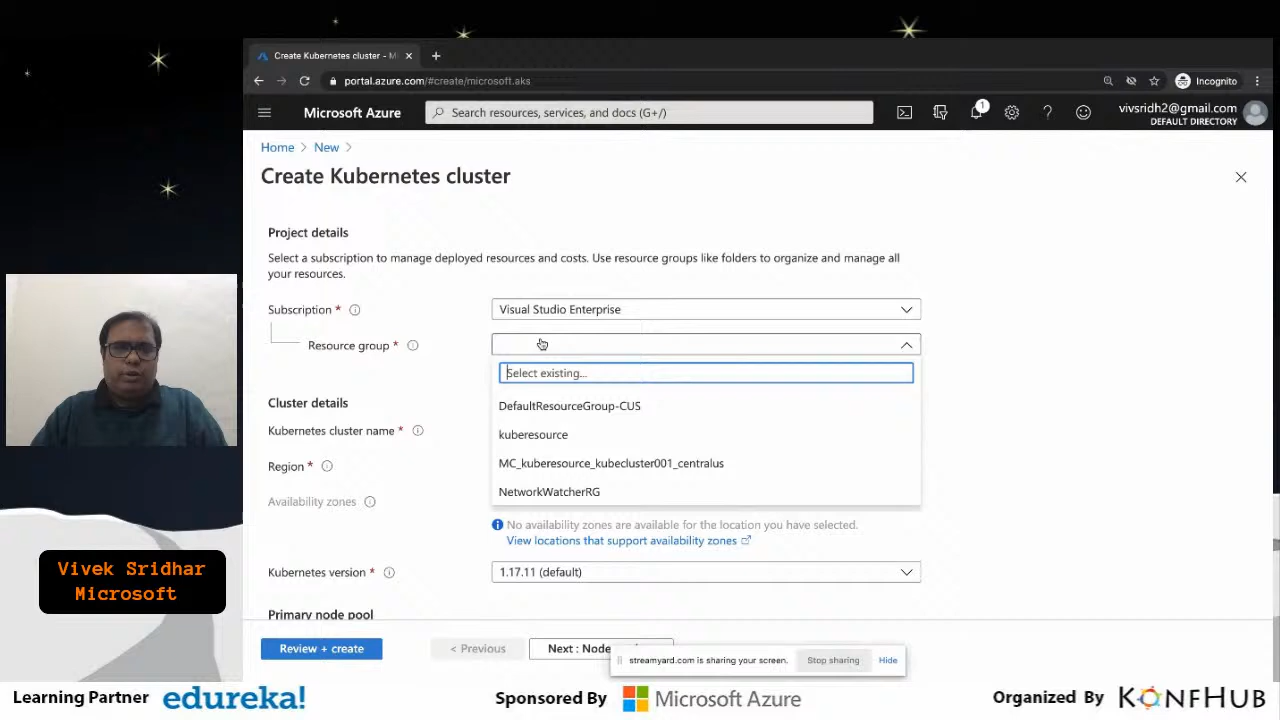 Create Kubernetes cluster - M
portal.azure.com/#create/microsoft.aks
Incognito
Microsoft Azure
Search resources, services, and docs (G+/)
1
vivsridh2@gmail.com
DEFAULT DIRECTORY
Home > New >
Create Kubernetes cluster
Project details
Select a subscription to manage deployed resources and costs. Use resource groups like folders to organize and manage all
your resources.
Subscription *
Visual Studio Enterprise
Resource group *
Select existing...
DefaultResourceGroup-CUS
kuberesource
MC_kuberesource_kubecluster001_centralus
NetworkWatcherRG
Cluster details
Kubernetes cluster name *
Region *
Availability zones
No availability zones are available for the location you have selected.
View locations that support availability zones
Kubernetes version *
1.17.11 (default)
Primary node pool
Review + create
< Previous
Next : Node
streamyard.com is sharing your screen.
Stop sharing
Hide
Vivek Sridhar
Microsoft
Learning Partner edureka!
Sponsored By Microsoft Azure
Organized By KONFHUB